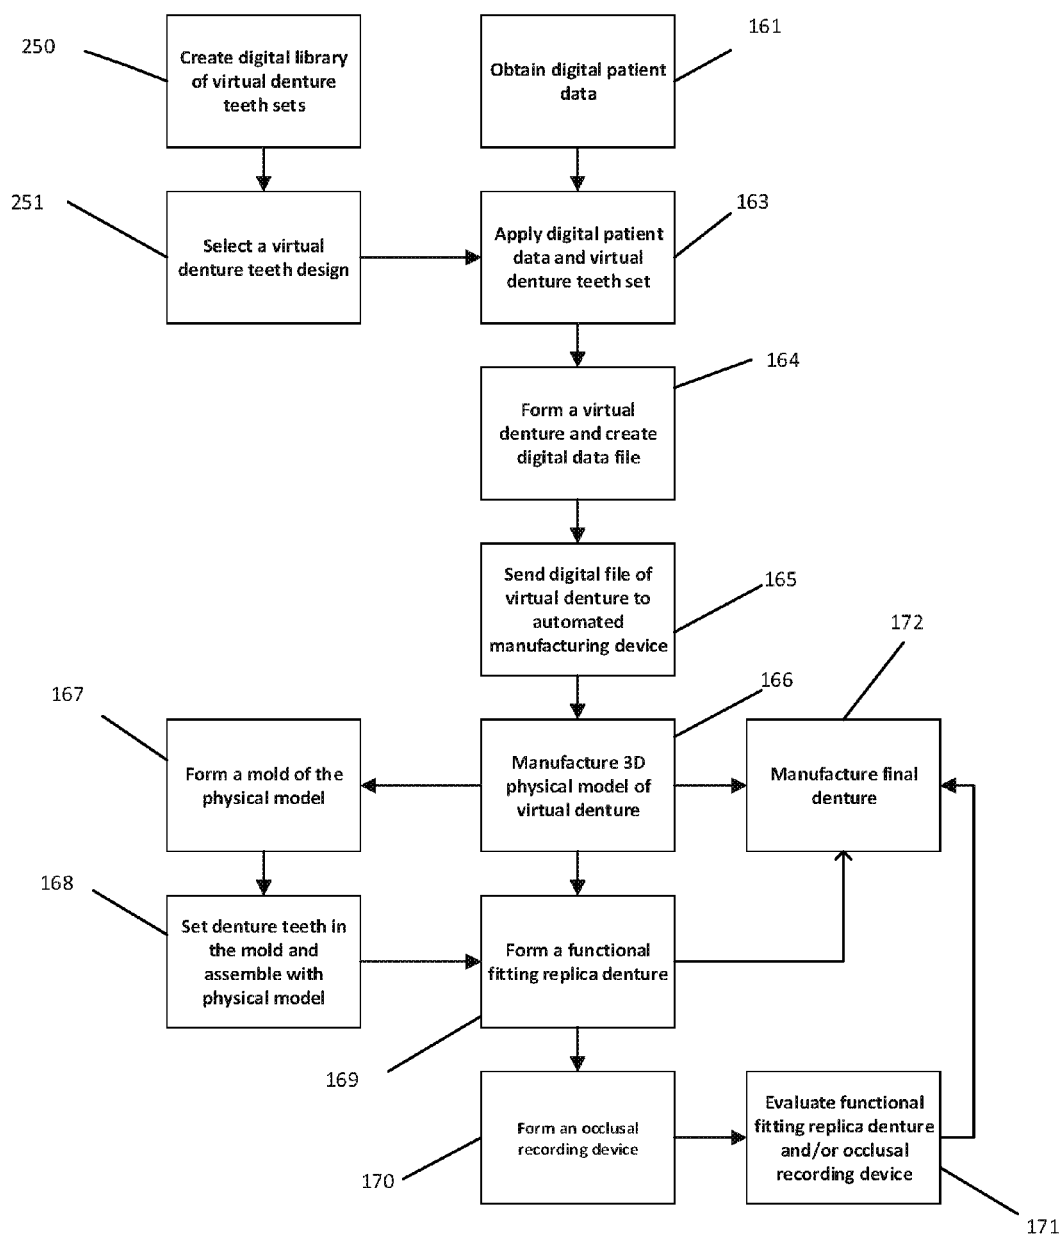 250
Create digital library
of virtual denture
teeth sets
Obtain digital patient
data
161
251
Select a virtual
denture teeth design
Apply digital patient
data and virtual
denture teeth set
163
Form a virtual
denture and create
digital data file
164
Send digital file of
virtual denture to
automated
manufacturing device
165
172
167
Form a mold of the
physical model
Manufacture 3D
physical model of
virtual denture
166
Manufacture final
denture
168
Set denture teeth in
the mold and
assemble with
physical model
Form a functional
fitting replica denture
169
Form an occlusal
recording device
170
Evaluate functional
fitting replica denture
and/or occlusal
recording device
171